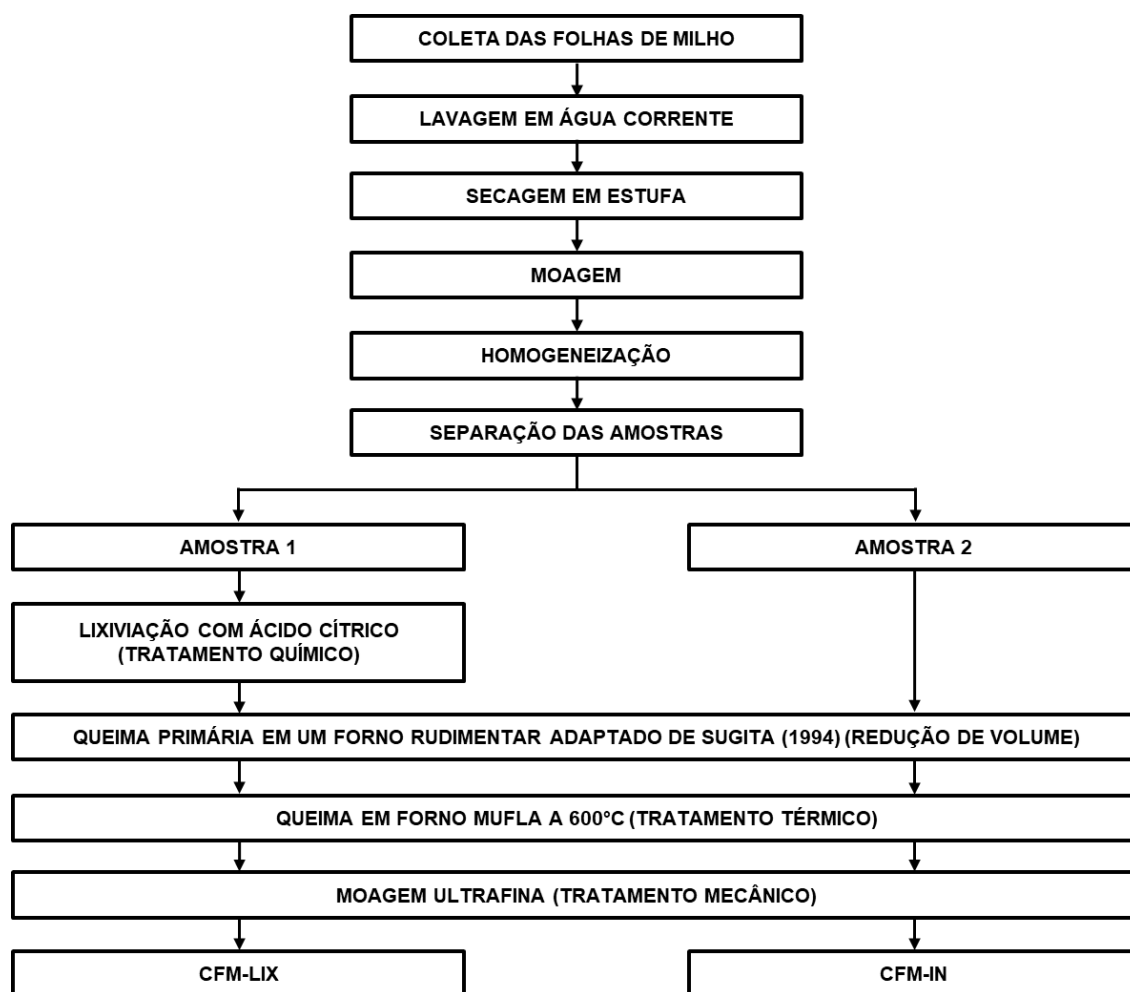 COLETA DAS FOLHAS DE MILHO
LAVAGEM EM ÁGUA CORRENTE
SECAGEM EM ESTUFA
MOAGEM
HOMOGENEIZAÇÃO
SEPARAÇÃO DAS AMOSTRAS
AMOSTRA 1
AMOSTRA 2
LIXIVIAÇÃO COM ÁCIDO CÍTRICO
(TRATAMENTO QUÍMICO)
QUEIMA PRIMÁRIA EM UM FORNO RUDIMENTAR ADAPTADO DE SUGITA (1994) (REDUÇÃO DE VOLUME)
QUEIMA EM FORNO MUFLA A 600°C (TRATAMENTO TÉRMICO)
MOAGEM ULTRAFINA (TRATAMENTO MECÂNICO)
CFM-LIX
CFM-IN